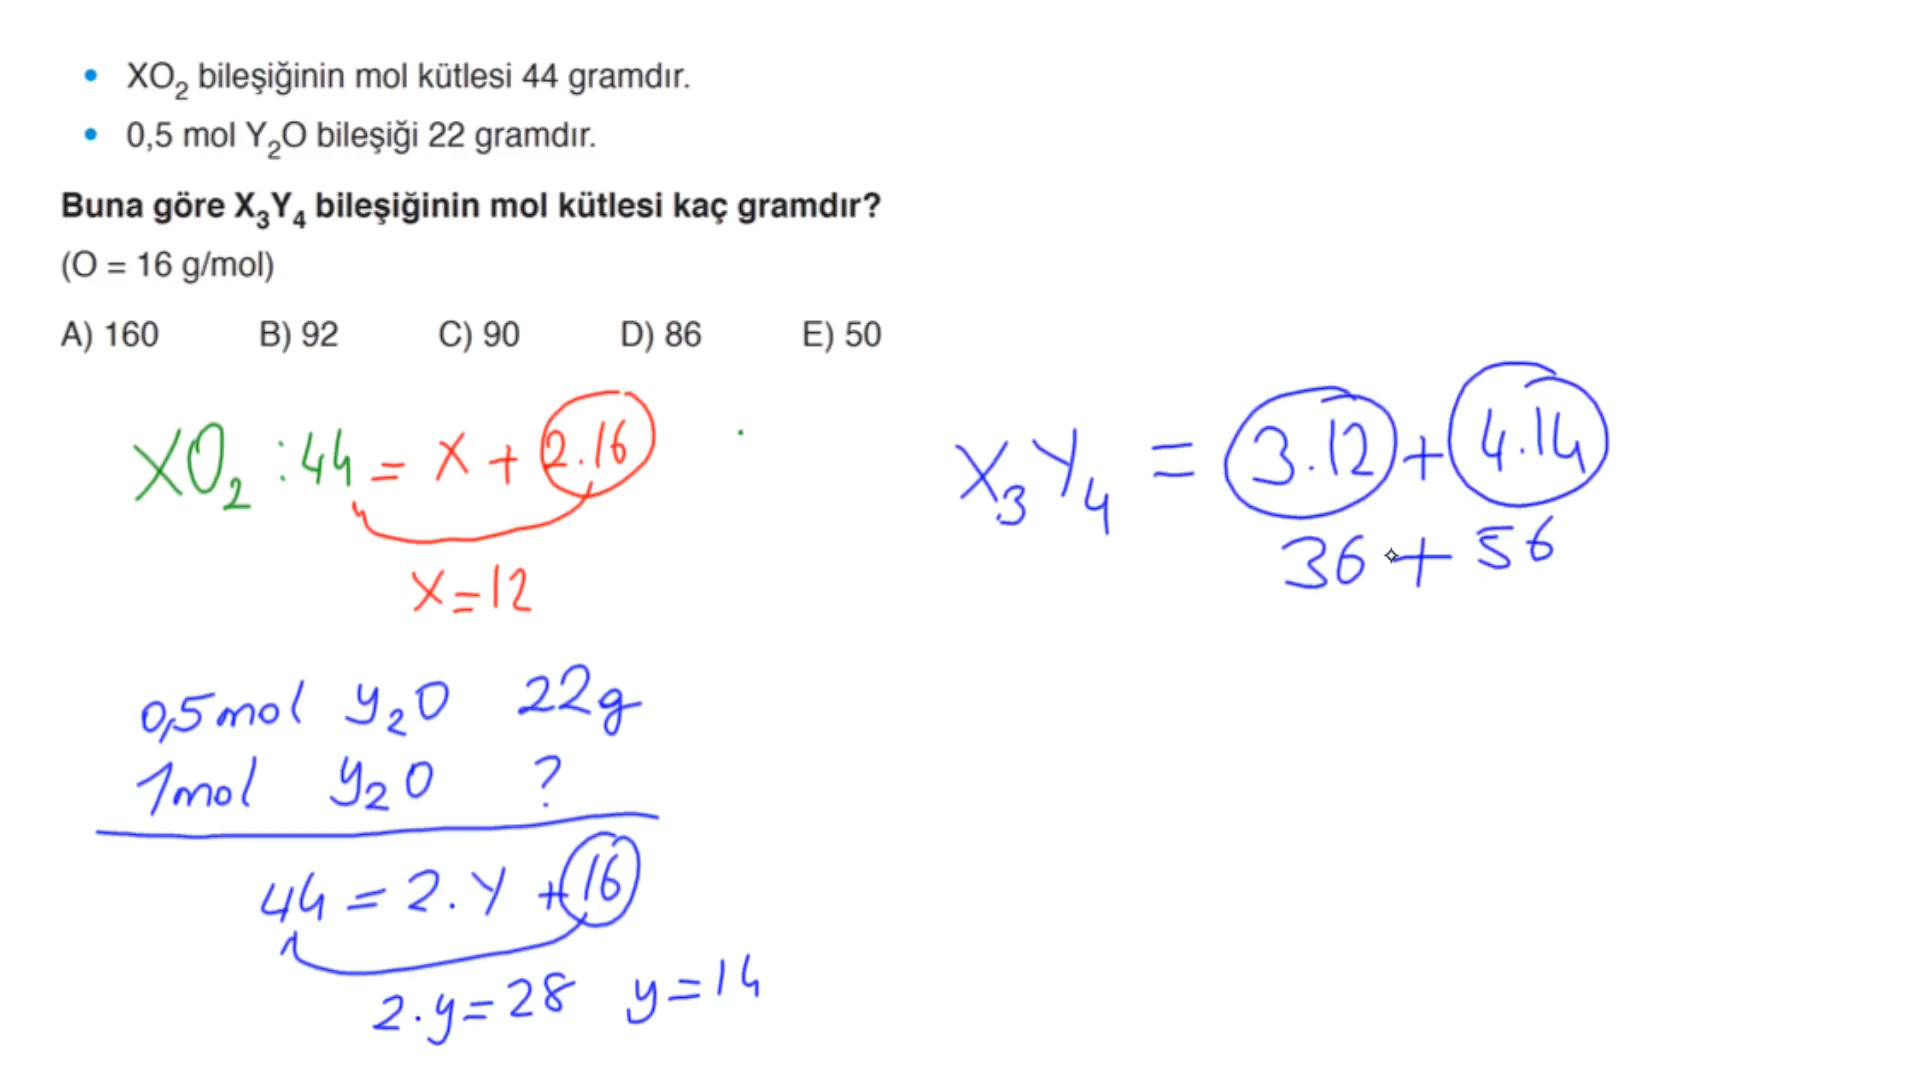 • XO₂ bileşiğinin mol kütlesi 44 gramdır.
• 0,5 mol Y₂O bileşiği 22 gramdır.
Buna göre X₃Y₄ bileşiğinin mol kütlesi kaç gramdır?
(O = 16 g/mol)
A) 160 B) 92 C) 90 D) 86 E) 50
XO₂ : 44 = X + 2.16
X = 12
0,5 mol y₂O 22g
1 mol y₂O ?
44 = 2.Y + 16
2.y = 28 y = 14
X₃Y₄ = 3.12 + 4.14
36 + 56